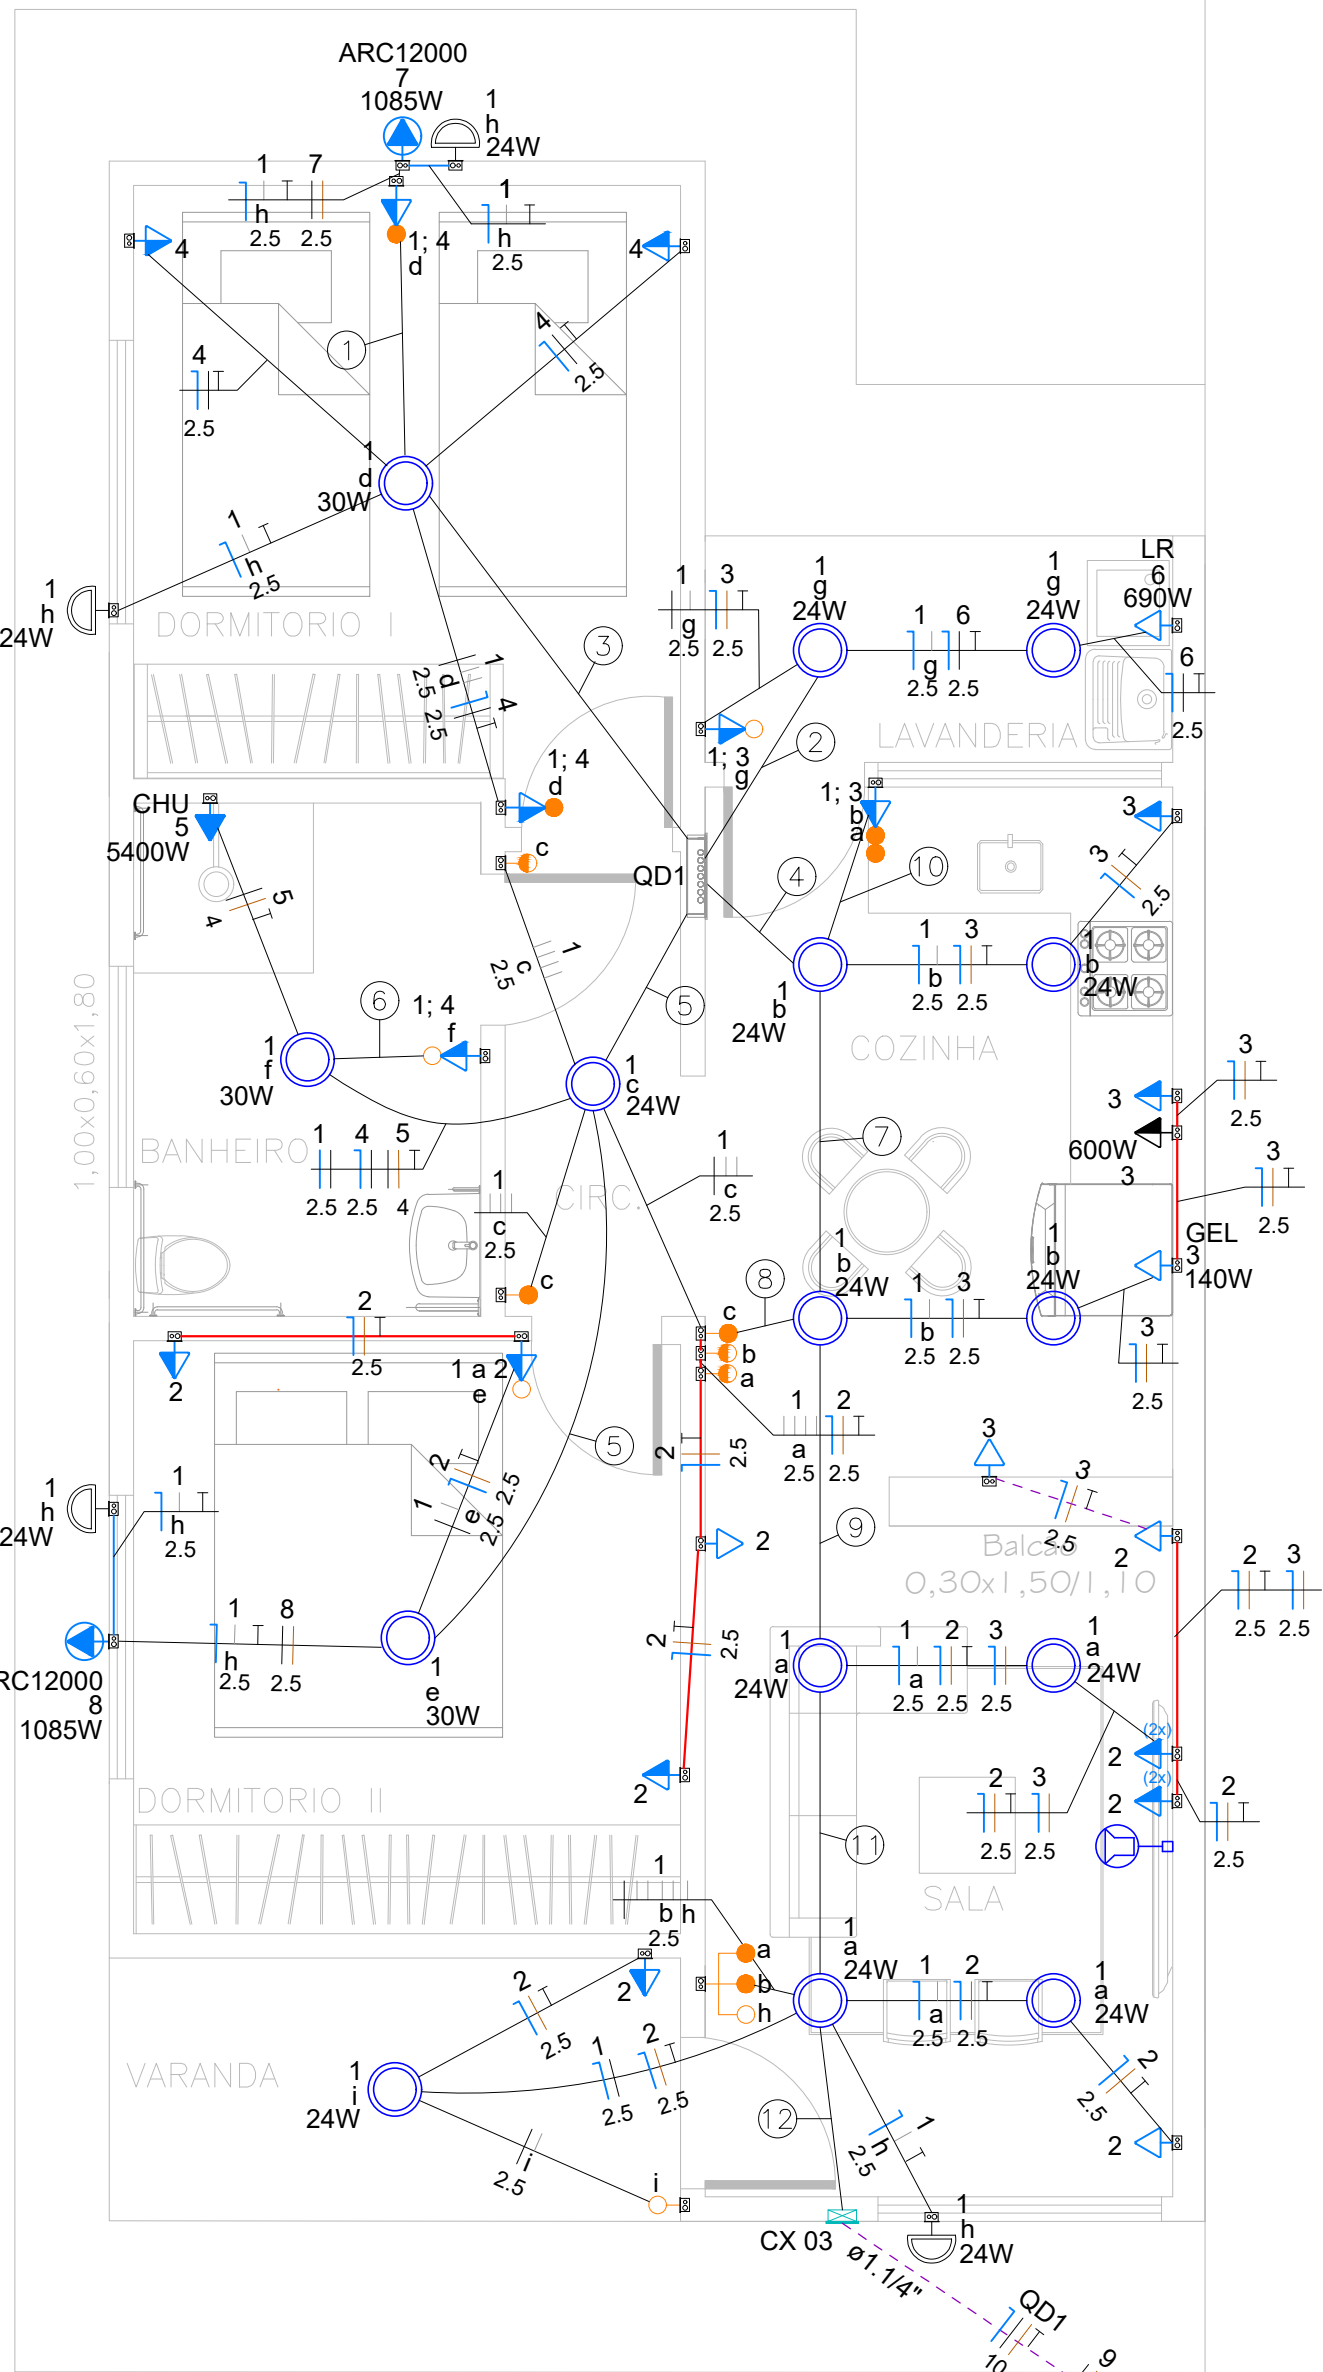 ARC12000
7
1085W
1
h
24W
1 7
h
2.5 2.5
1
h
2.5
4
1; 4
d
4
1
4
2.5
4
2.5
1
d
30W
1
h
2.5
1
h
24W
DORMITORIO I
1
d
2.5
4
2.5
3
1 3
g
2.5 2.5
1
g
24W
1
g
24W
LR
6
690W
1 6
g
2.5 2.5
6
2.5
LAVANDERIA
1; 3
g
2
1; 4
d
CHU
5
5400W
c
QD1
1; 3
b
a
10
4
3
3
2.5
5
4
1
c
2.5
1 3
b
2.5 2.5
1
b
24W
1
b
24W
5
6
1; 4
f
1
f
30W
1,00x0,60x1,80
COZINHA
1
c
24W
BANHEIRO
1 4 5
2.5 2.5 4
3
2.5
3
600W
3
7
CIRC.
1
c
2.5
1
c
2.5
3
2.5
GEL
3
140W
1
b
24W
1
b
24W
c
8
c
b
a
1 3
b
2.5 2.5
3
2.5
2
2.5
2
1 a 2
e
1 2
a
2.5 2.5
2
2.5
5
3
3
2.5
2
2.5
1
e
2.5
1
h
24W
1
h
2.5
9
2
Balcao
0,30x1,50/1,10
2
2 3
2.5 2.5
1 8
h
2.5 2.5
1
e
30W
2
2.5
1
a
24W
1 2 3
a
2.5 2.5 2.5
1
a
24W
RC12000
8
1085W
(2x)
2
(2x)
2
2
2 3
2.5 2.5
2
2.5
DORMITORIO II
11
SALA
1
b h
2.5
a
b
h
1
a
24W
1 2
a
2.5 2.5
1
a
24W
2
2
2.5
VARANDA
1
i
24W
1 2
2.5 2.5
2
2.5
2
i
2.5
i
12
1
h
2.5
1
h
24W
CX 03
ø1.1/4"
QD1
10
9